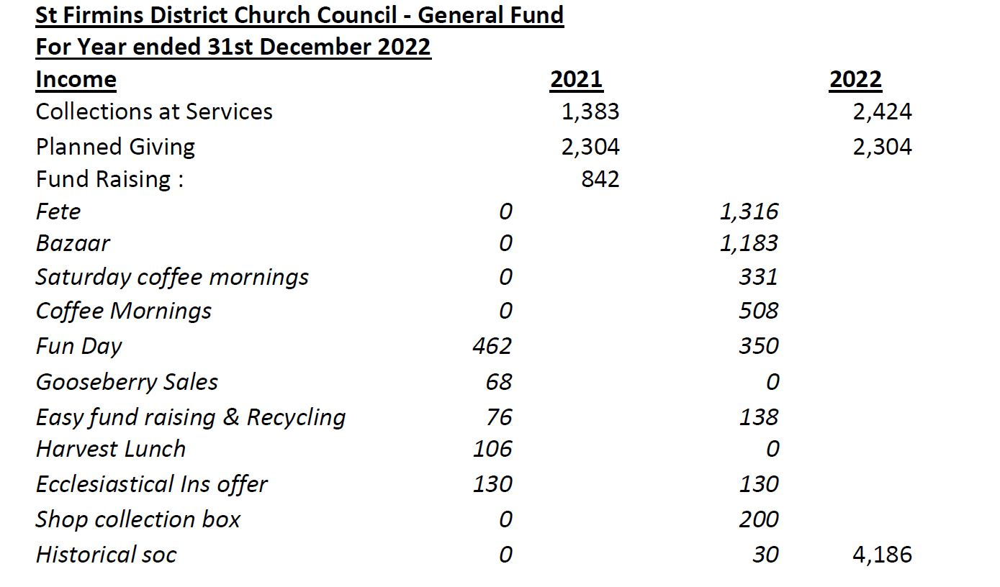 St Firmins District Church Council - General Fund
For Year ended 31st December 2022
Income 2021 2022
Collections at Services 1,383 2,424
Planned Giving 2,304 2,304
Fund Raising : 842
Fete 0 1,316
Bazaar 0 1,183
Saturday coffee mornings 0 331
Coffee Mornings 0 508
Fun Day 462 350
Gooseberry Sales 68 0
Easy fund raising & Recycling 76 138
Harvest Lunch 106 0
Ecclesiastical Ins offer 130 130
Shop collection box 0 200
Historical soc 0 30 4,186